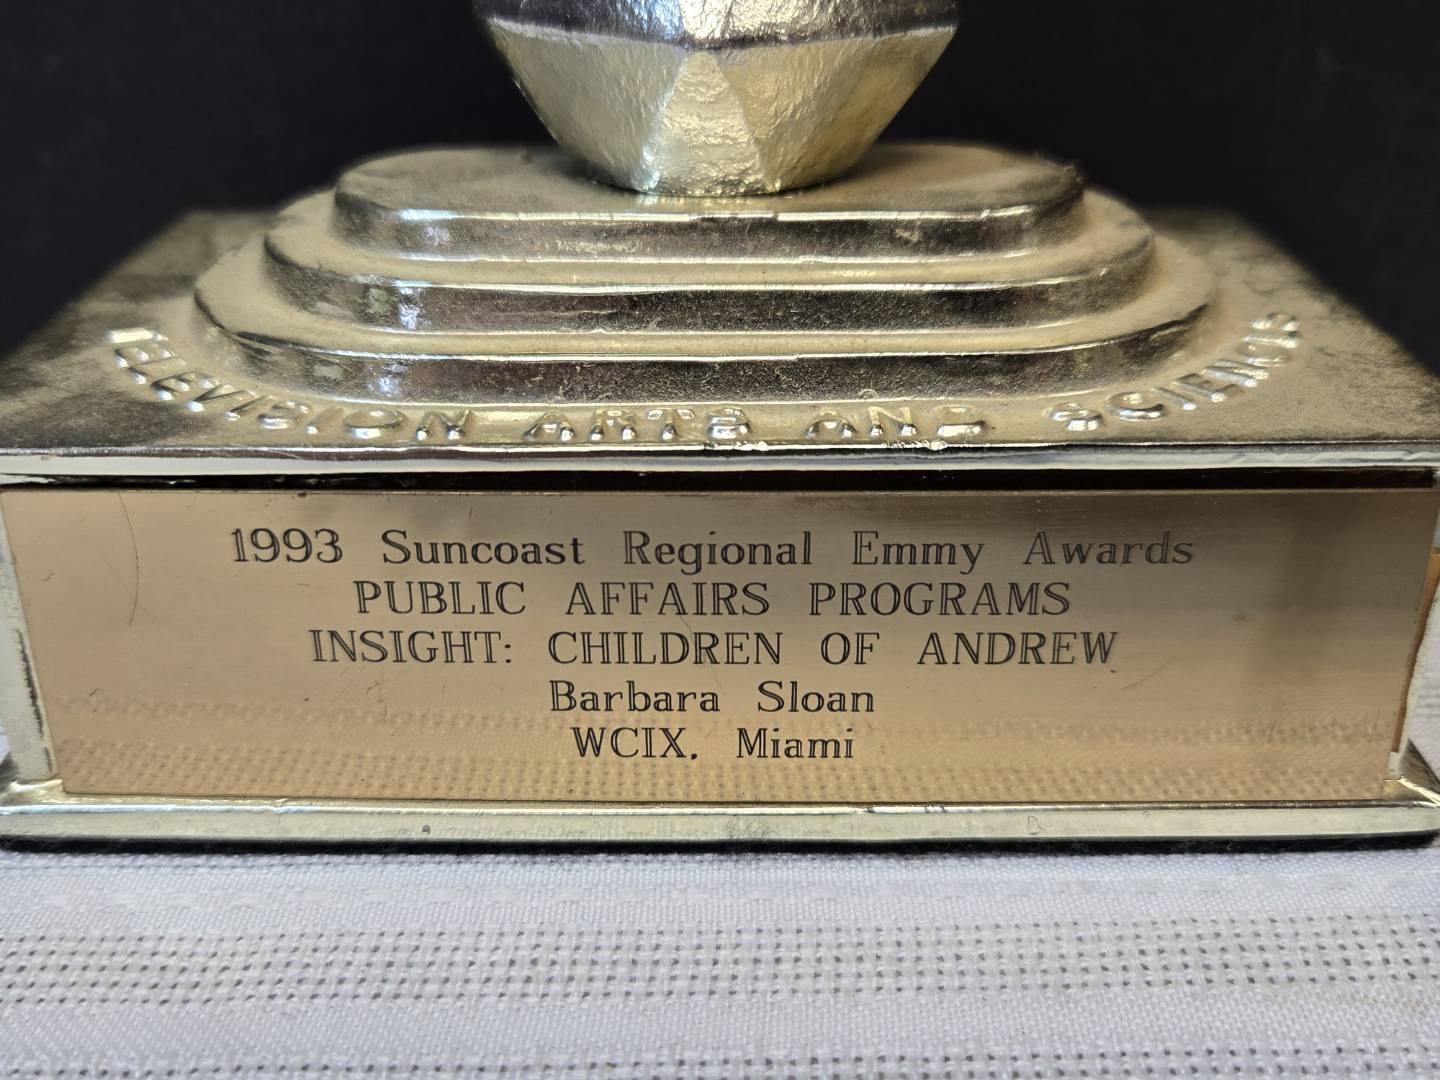 TELEVISION ARTS AND SCIENCES
1993 Suncoast Regional Emmy Awards
PUBLIC AFFAIRS PROGRAMS
INSIGHT: CHILDREN OF ANDREW
Barbara Sloan
WCIX, Miami